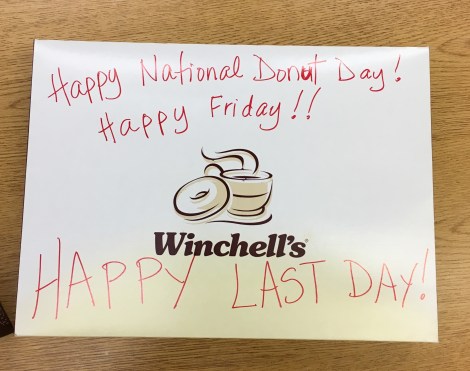 Happy National Donut Day!
Happy Friday!!
Winchell's
HAPPY LAST DAY!